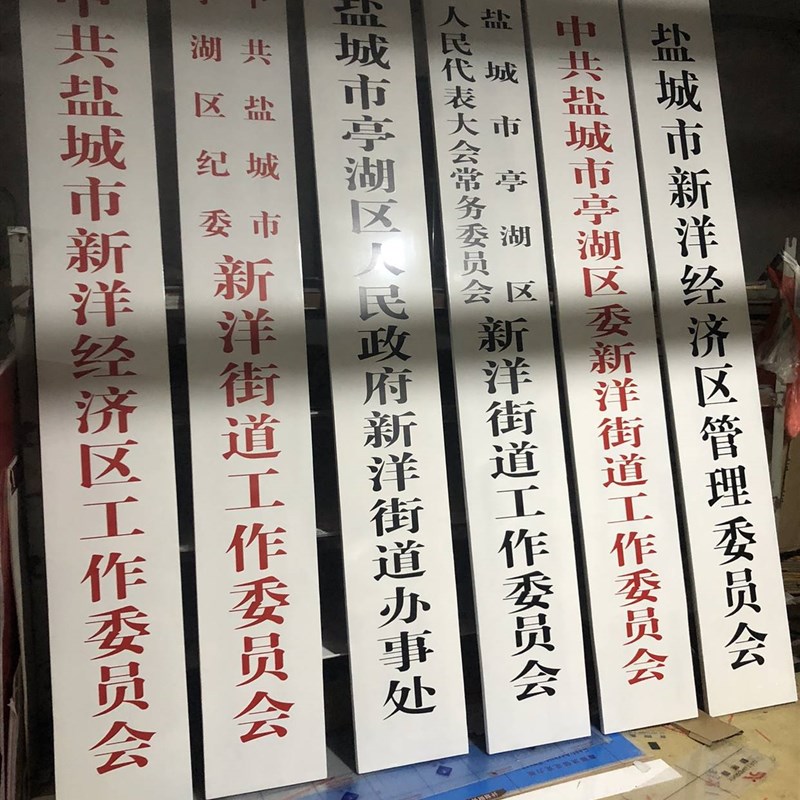 中共盐城市新洋经济区工作委员会
中共盐城市
亭湖区纪委
新洋街道工作委员会
盐城市亭湖区人民政府新洋街道办事处
盐城市亭湖区
人民代表大会常务委员会
新洋街道工作委员会
中共盐城市亭湖区委新洋街道工作委员会
盐城市新洋经济区管理委员会